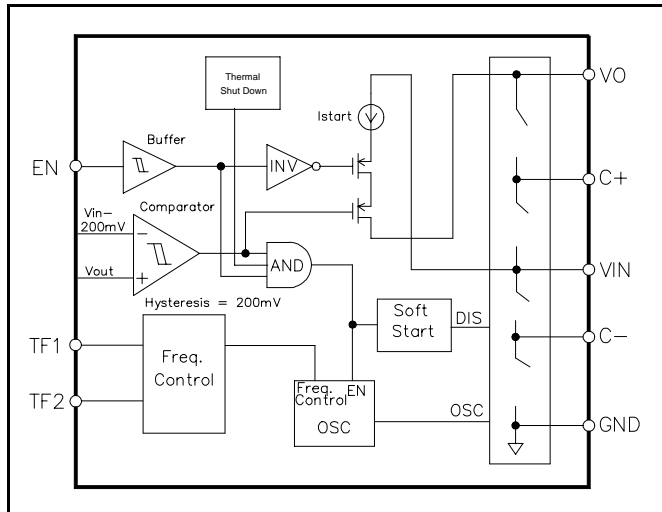 Thermal
Shut Down
VO
Istart
Buffer
EN
INV
C+
Vin-
200mV
Comparator
-
Vout
+
AND
VIN
Hysteresis = 200mV
Soft
Start
DIS
TF1
Freq.
Control
C-
TF2
Freq.
Control
EN
OSC
OSC
GND